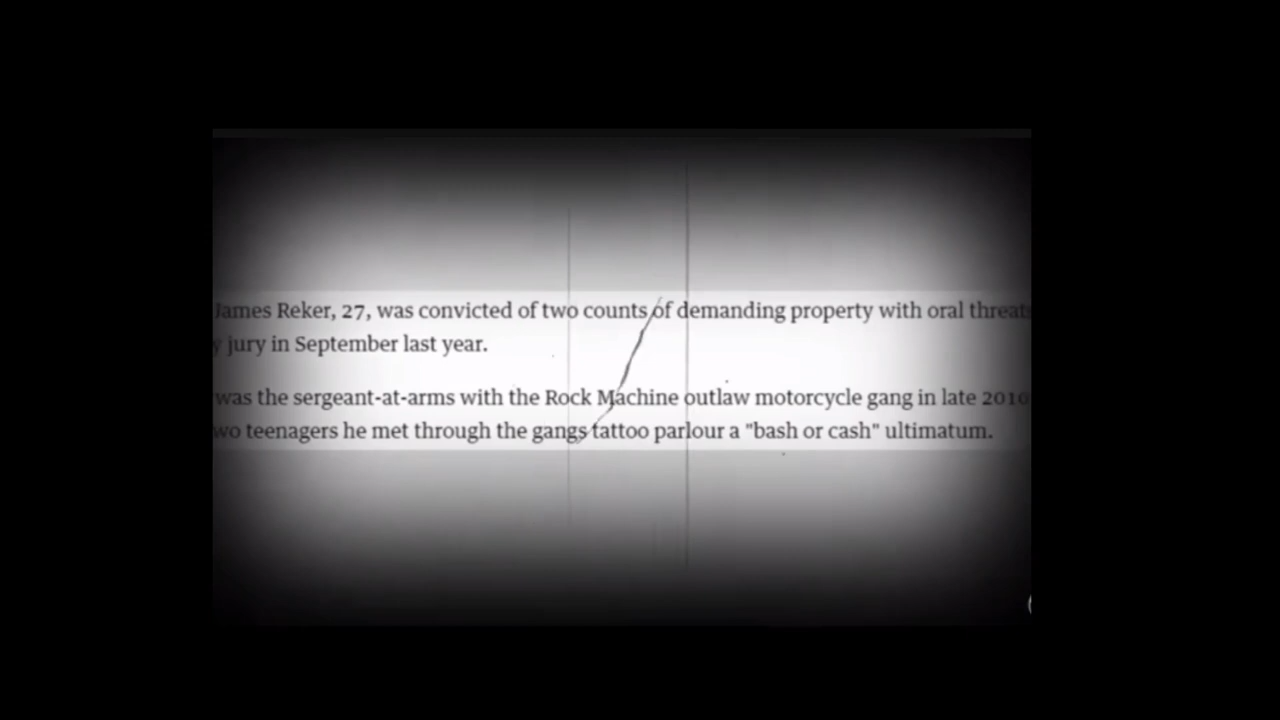 James Reker, 27, was convicted of two counts of demanding property with oral threats
y jury in September last year.
was the sergeant-at-arms with the Rock Machine outlaw motorcycle gang in late 2010
wo teenagers he met through the gangs tattoo parlour a "bash or cash" ultimatum.